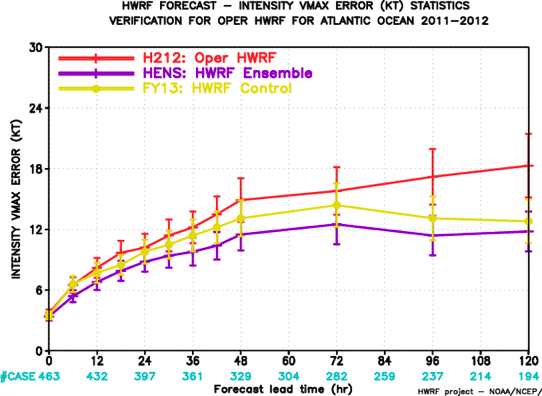 HWRF FORECAST – INTENSITY VMAX ERROR (KT) STATISTICS
VERIFICATION FOR OPER HWRF FOR ATLANTIC OCEAN 2011–2012
H212: Oper HWRF
HENS: HWRF Ensemble
FY13: HWRF Control
INTENSITY VMAX ERROR (KT)
30
24
18
12
6
0
0 12 24 36 48 60 72 84 96 108 120
#CASE 463 432 397 361 329 304 282 259 237 214 194
Forecast lead time (hr)
HWRF project – NOAA/NCEP/